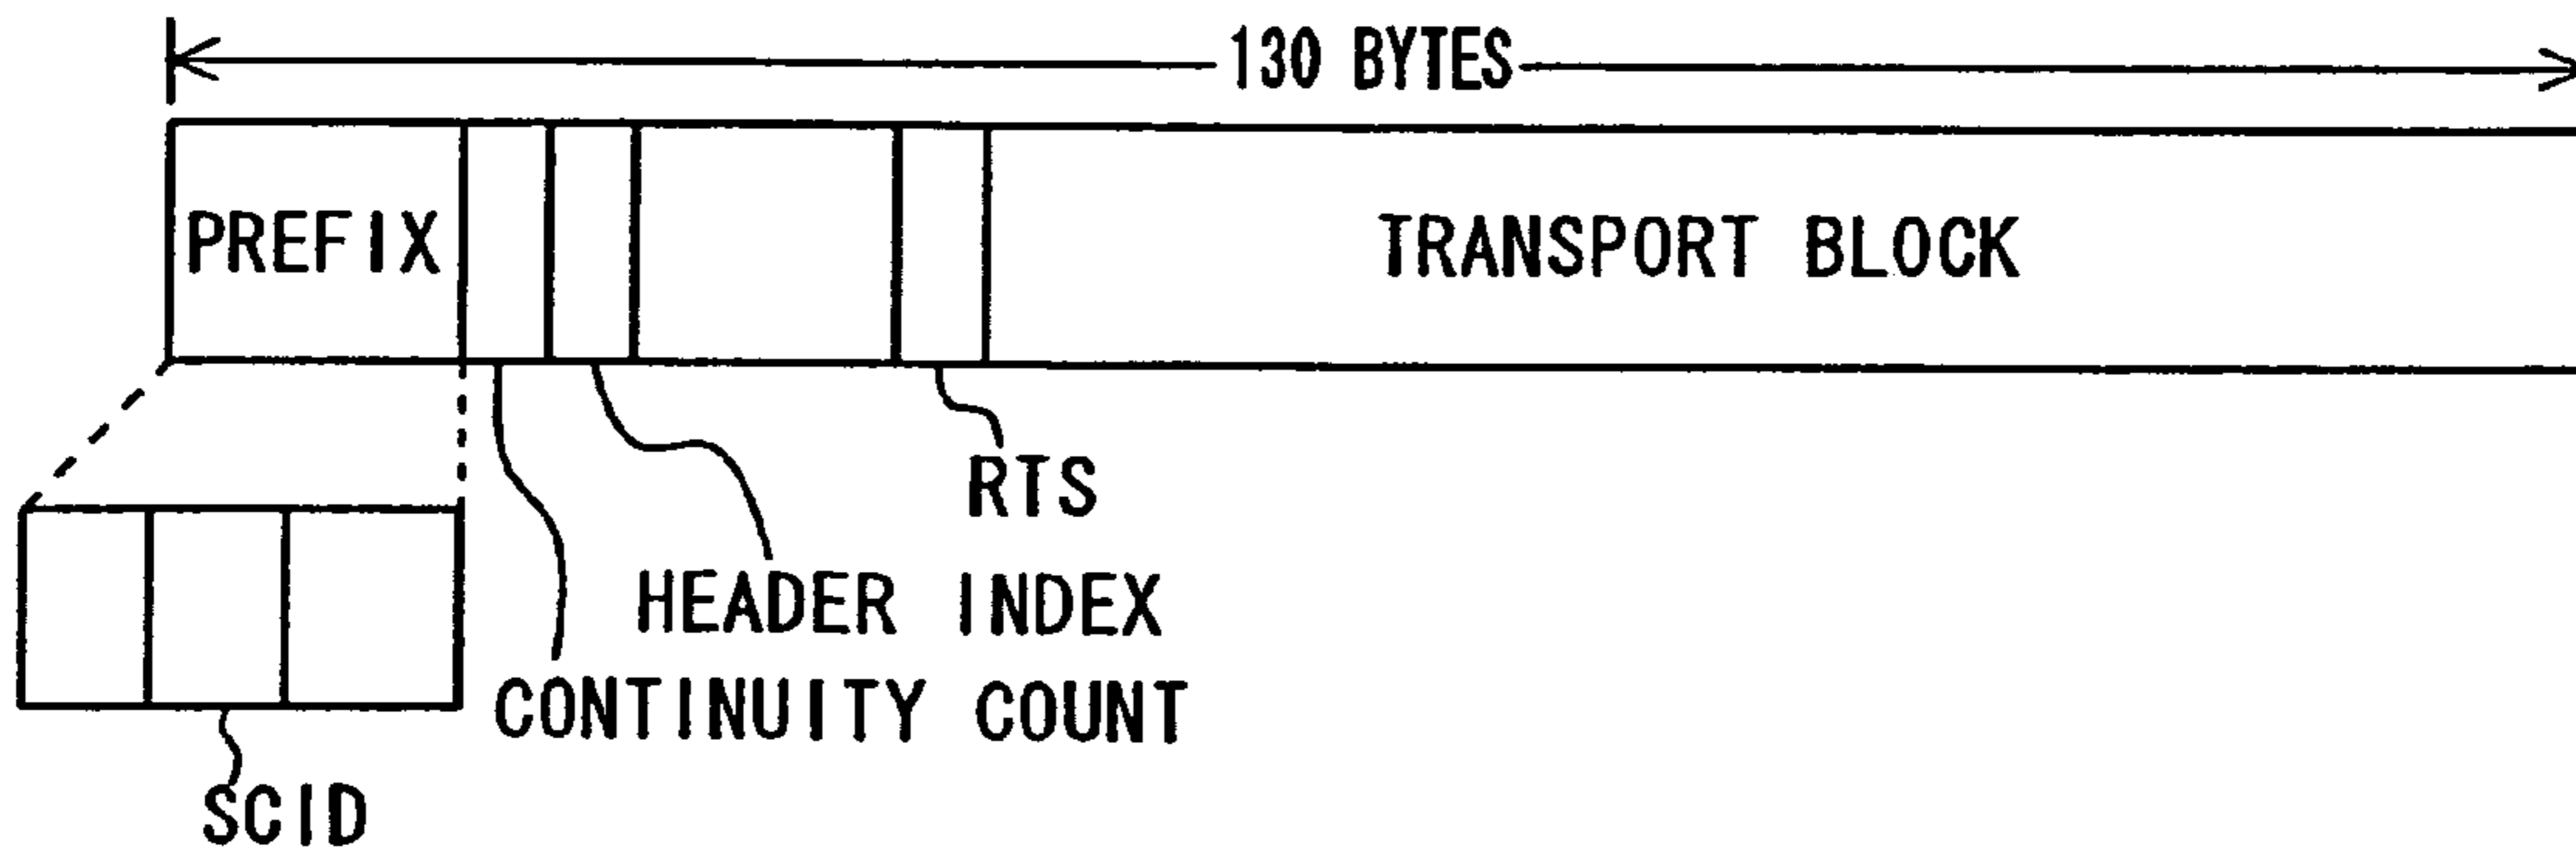 130 BYTES
PREFIX
TRANSPORT BLOCK
RTS
HEADER INDEX
CONTINUITY COUNT
SCID